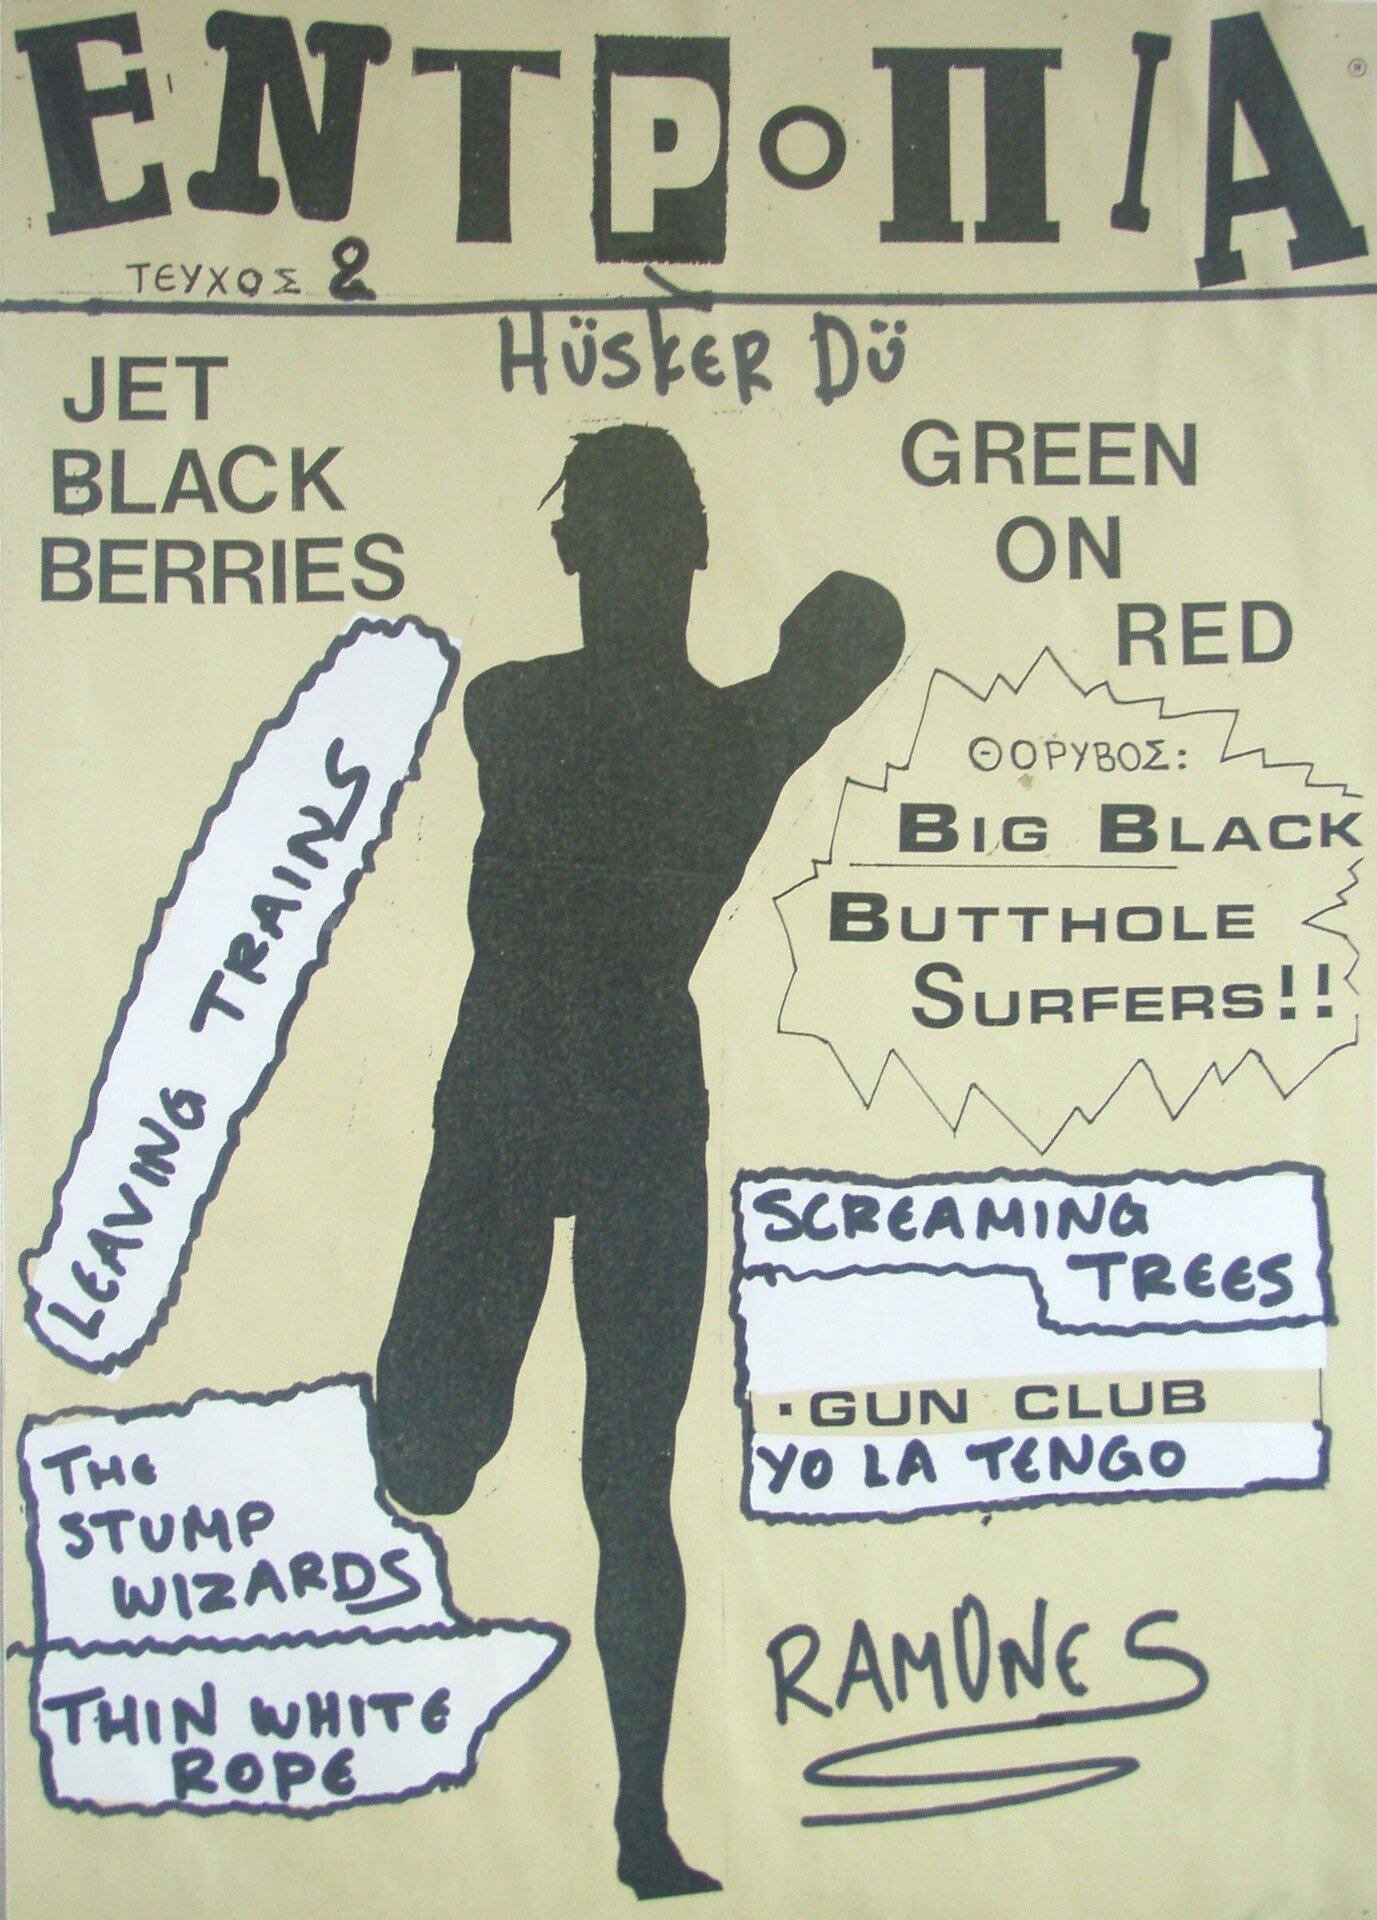 ΕΝΤΡΟΠΙΑ
®
ΤΕΥΧΟΣ 2
HÜSKER DÜ
JET
BLACK
BERRIES
GREEN
ON
RED
LEAVING TRAINS
ΘΟΡΥΒΟΣ:
BIG BLACK
BUTTHOLE
SURFERS!!
SCREAMING
TREES
·GUN CLUB
YO LA TENGO
THE
STUMP
WIZARDS
THIN WHITE
ROPE
RAMONES